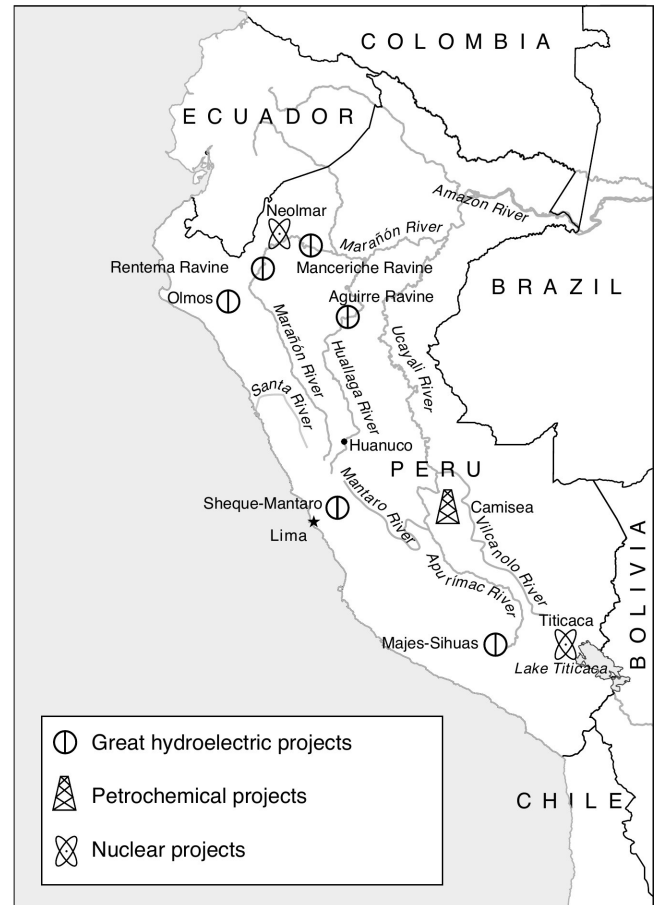 COLOMBIA
ECUADOR
Amazon River
Neolmar
Marañón River
Rentema Ravine
Manceriche Ravine
BRAZIL
Olmos
Aguirre Ravine
Marañón River
Huallaga River
Ucayali River
Santa River
Huanuco
PERU
Sheque-Mantaro
Mantaro River
Camisea
Lima
Vilcanolo River
Apurímac River
BOLIVIA
Titicaca
Majes-Sihuas
Lake Titicaca
Great hydroelectric projects
Petrochemical projects
CHILE
Nuclear projects